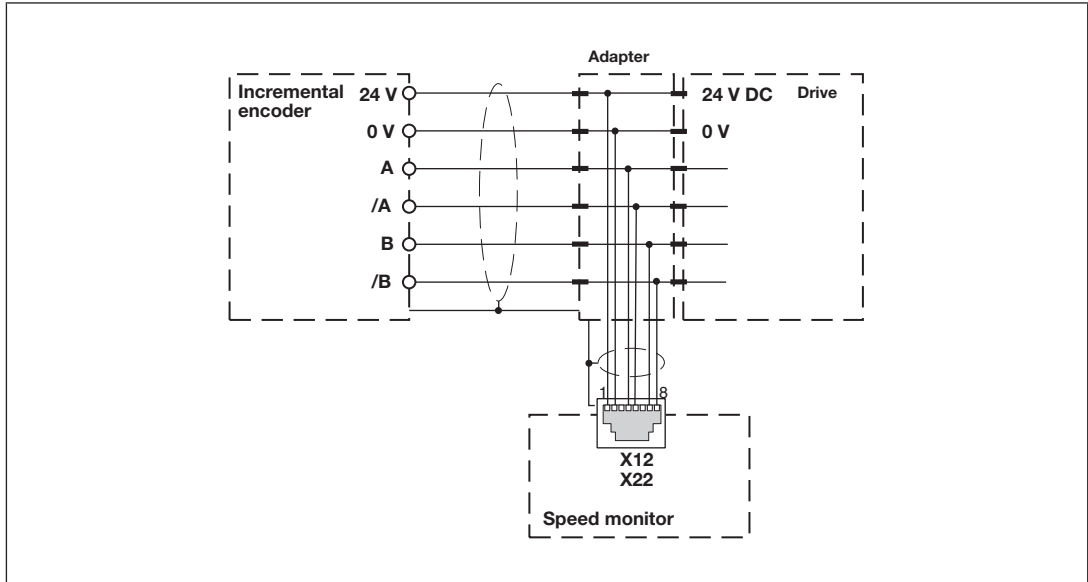 Adapter
Incremental
encoder
24 V
0 V
A
/A
B
/B
24 V DC
Drive
0 V
1
8
X12
X22
Speed monitor